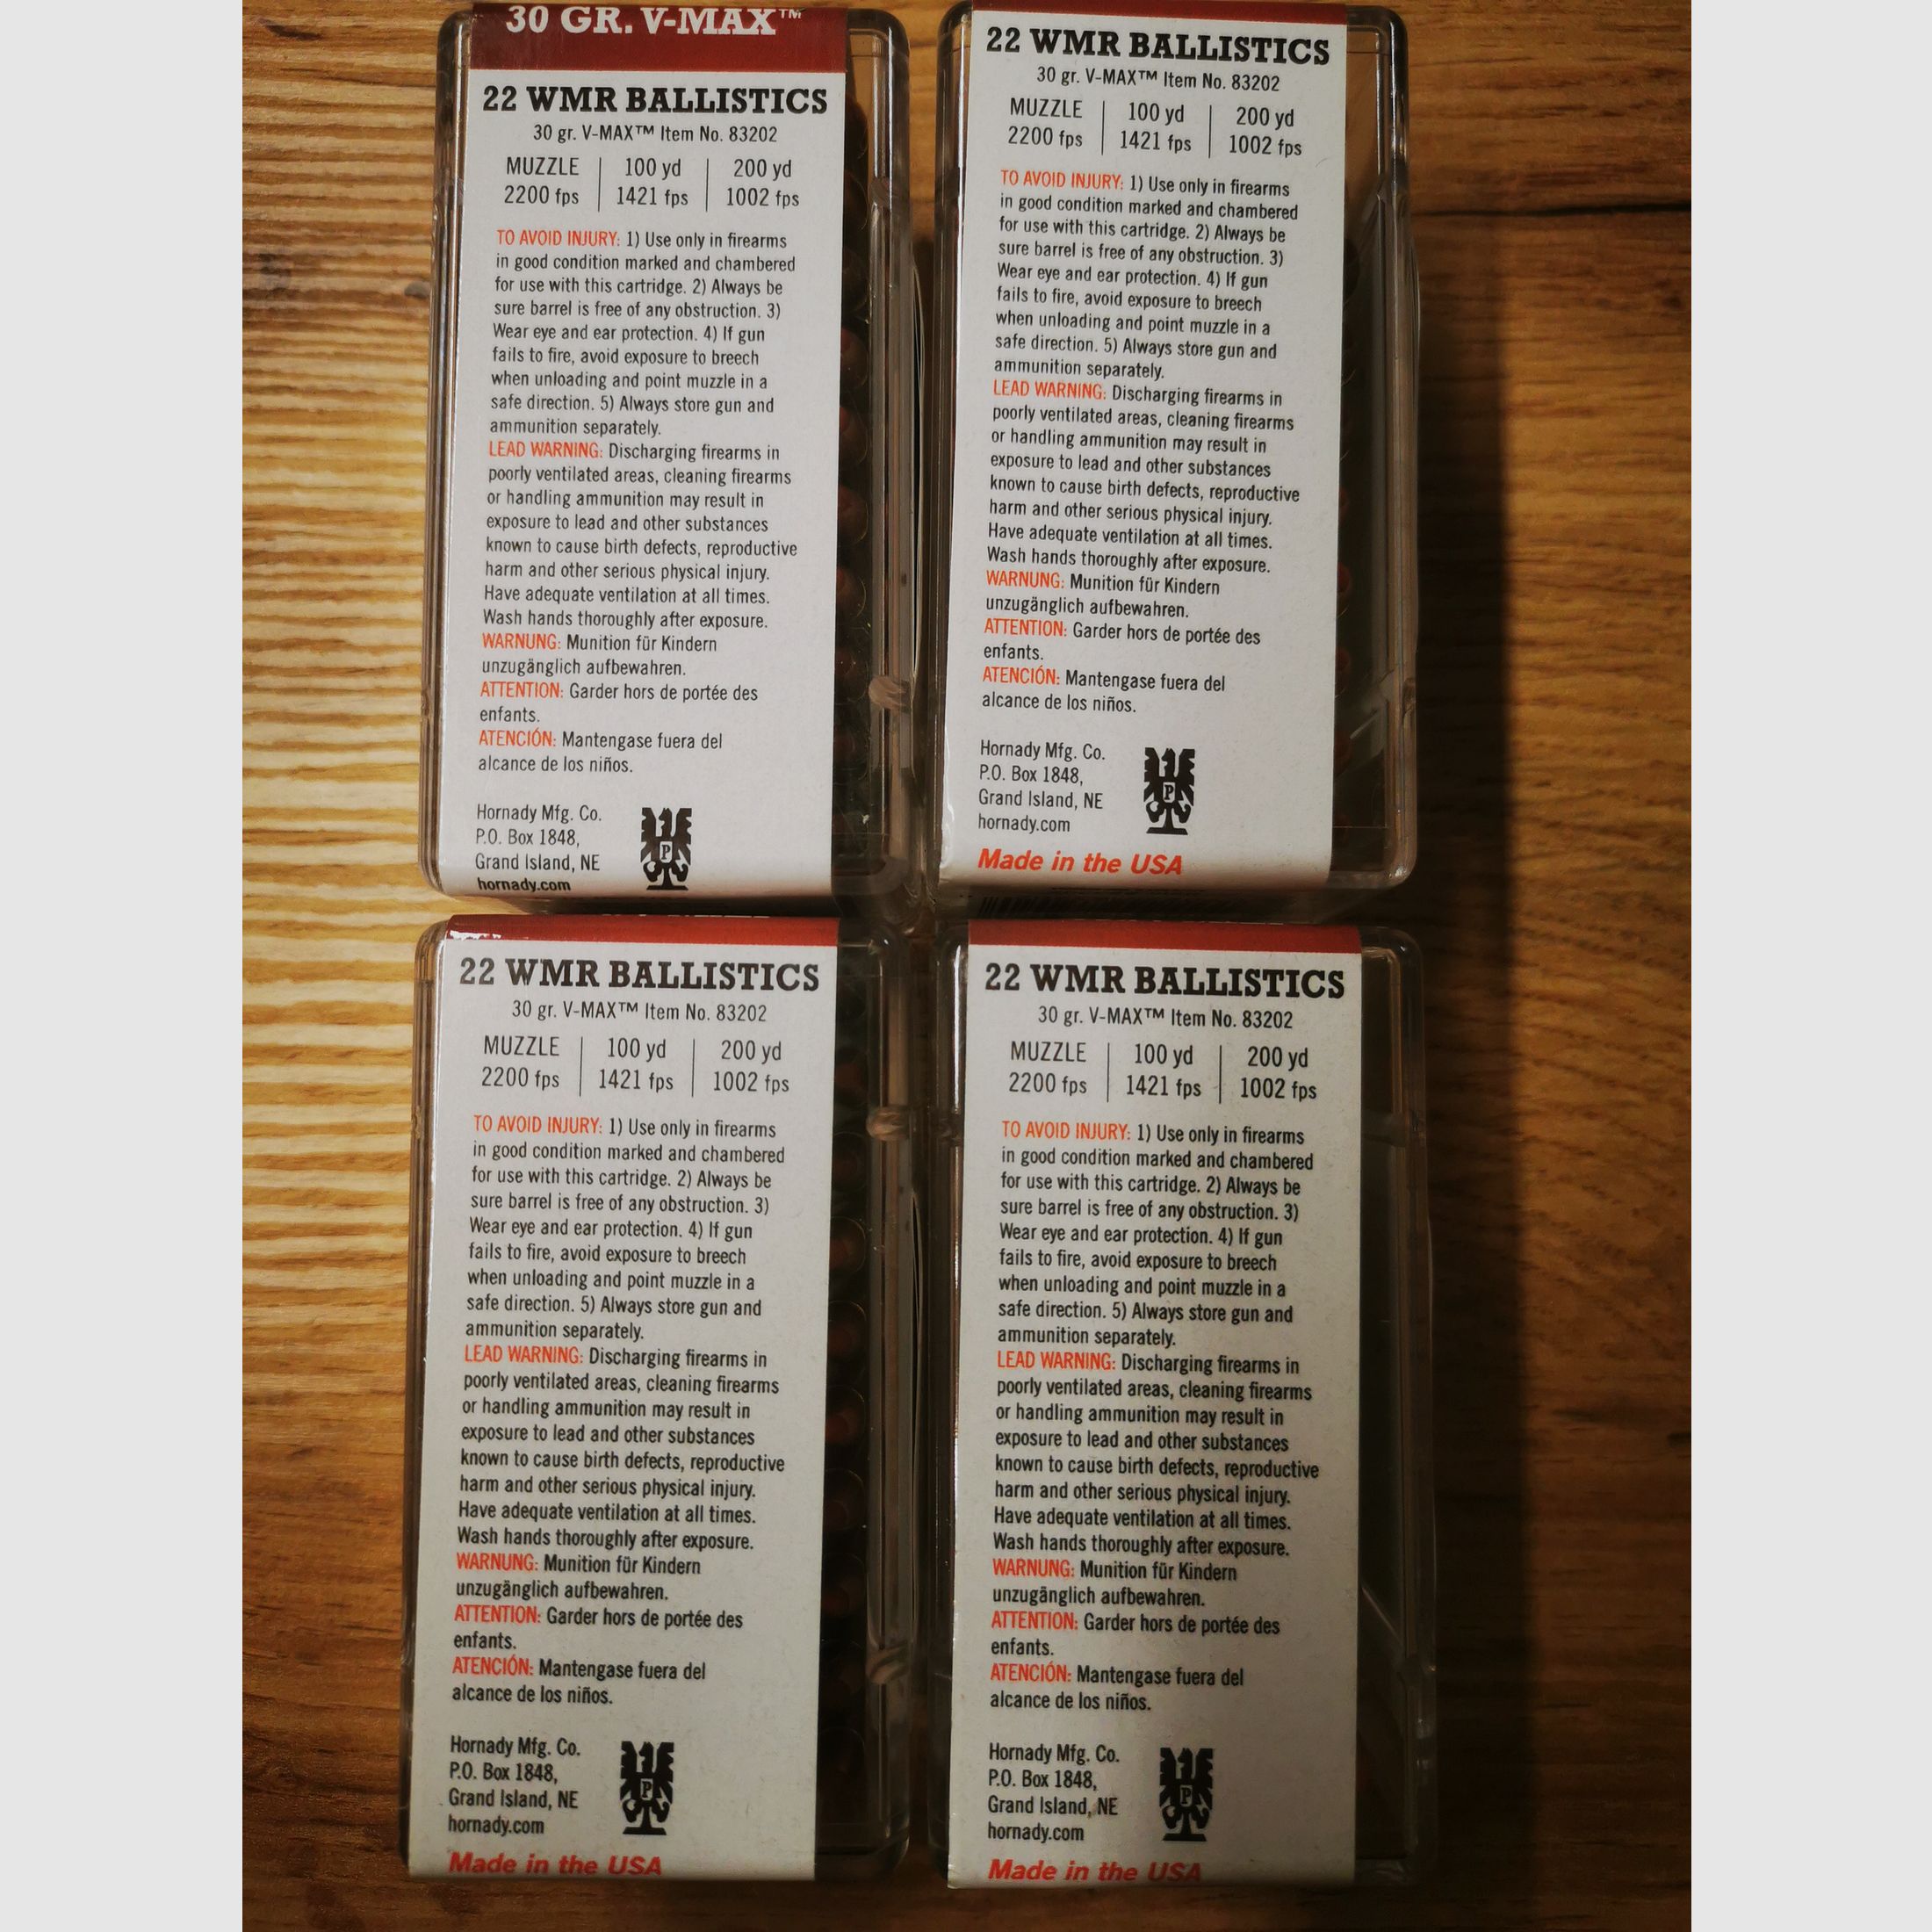 30 GR. V-MAX™
22 WMR BALLISTICS
30 gr. V-MAX™ Item No. 83202
MUZZLE 100 yd 200 yd
2200 fps 1421 fps 1002 fps
TO AVOID INJURY: 1) Use only in firearms
in good condition marked and chambered
for use with this cartridge. 2) Always be
sure barrel is free of any obstruction. 3)
Wear eye and ear protection. 4) If gun
fails to fire, avoid exposure to breech
when unloading and point muzzle in a
safe direction. 5) Always store gun and
ammunition separately.
LEAD WARNING: Discharging firearms in
poorly ventilated areas, cleaning firearms
or handling ammunition may result in
exposure to lead and other substances
known to cause birth defects, reproductive
harm and other serious physical injury.
Have adequate ventilation at all times.
Wash hands thoroughly after exposure.
WARNUNG: Munition für Kindern
unzugänglich aufbewahren.
ATTENTION: Garder hors de portée des
enfants.
ATENCIÓN: Mantengase fuera del
alcance de los niños.
Hornady Mfg. Co.
P.O. Box 1848,
Grand Island, NE
hornady.com
P
22 WMR BALLISTICS
30 gr. V-MAX™ Item No. 83202
MUZZLE 100 yd 200 yd
2200 fps 1421 fps 1002 fps
TO AVOID INJURY: 1) Use only in firearms
in good condition marked and chambered
for use with this cartridge. 2) Always be
sure barrel is free of any obstruction. 3)
Wear eye and ear protection. 4) If gun
fails to fire, avoid exposure to breech
when unloading and point muzzle in a
safe direction. 5) Always store gun and
ammunition separately.
LEAD WARNING: Discharging firearms in
poorly ventilated areas, cleaning firearms
or handling ammunition may result in
exposure to lead and other substances
known to cause birth defects, reproductive
harm and other serious physical injury.
Have adequate ventilation at all times.
Wash hands thoroughly after exposure.
WARNUNG: Munition für Kindern
unzugänglich aufbewahren.
ATTENTION: Garder hors de portée des
enfants.
ATENCIÓN: Mantengase fuera del
alcance de los niños.
Hornady Mfg. Co.
P.O. Box 1848,
Grand Island, NE
hornady.com
P
Made in the USA
22 WMR BALLISTICS
30 gr. V-MAX™ Item No. 83202
MUZZLE 100 yd 200 yd
2200 fps 1421 fps 1002 fps
TO AVOID INJURY: 1) Use only in firearms
in good condition marked and chambered
for use with this cartridge. 2) Always be
sure barrel is free of any obstruction. 3)
Wear eye and ear protection. 4) If gun
fails to fire, avoid exposure to breech
when unloading and point muzzle in a
safe direction. 5) Always store gun and
ammunition separately.
LEAD WARNING: Discharging firearms in
poorly ventilated areas, cleaning firearms
or handling ammunition may result in
exposure to lead and other substances
known to cause birth defects, reproductive
harm and other serious physical injury.
Have adequate ventilation at all times.
Wash hands thoroughly after exposure.
WARNUNG: Munition für Kindern
unzugänglich aufbewahren.
ATTENTION: Garder hors de portée des
enfants.
ATENCIÓN: Mantengase fuera del
alcance de los niños.
Hornady Mfg. Co.
P.O. Box 1848,
Grand Island, NE
hornady.com
P
Made in the USA
22 WMR BALLISTICS
30 gr. V-MAX™ Item No. 83202
MUZZLE 100 yd 200 yd
2200 fps 1421 fps 1002 fps
TO AVOID INJURY: 1) Use only in firearms
in good condition marked and chambered
for use with this cartridge. 2) Always be
sure barrel is free of any obstruction. 3)
Wear eye and ear protection. 4) If gun
fails to fire, avoid exposure to breech
when unloading and point muzzle in a
safe direction. 5) Always store gun and
ammunition separately.
LEAD WARNING: Discharging firearms in
poorly ventilated areas, cleaning firearms
or handling ammunition may result in
exposure to lead and other substances
known to cause birth defects, reproductive
harm and other serious physical injury.
Have adequate ventilation at all times.
Wash hands thoroughly after exposure.
WARNUNG: Munition für Kindern
unzugänglich aufbewahren.
ATTENTION: Garder hors de portée des
enfants.
ATENCIÓN: Mantengase fuera del
alcance de los niños.
Hornady Mfg. Co.
P.O. Box 1848,
Grand Island, NE
hornady.com
P
Made in the USA